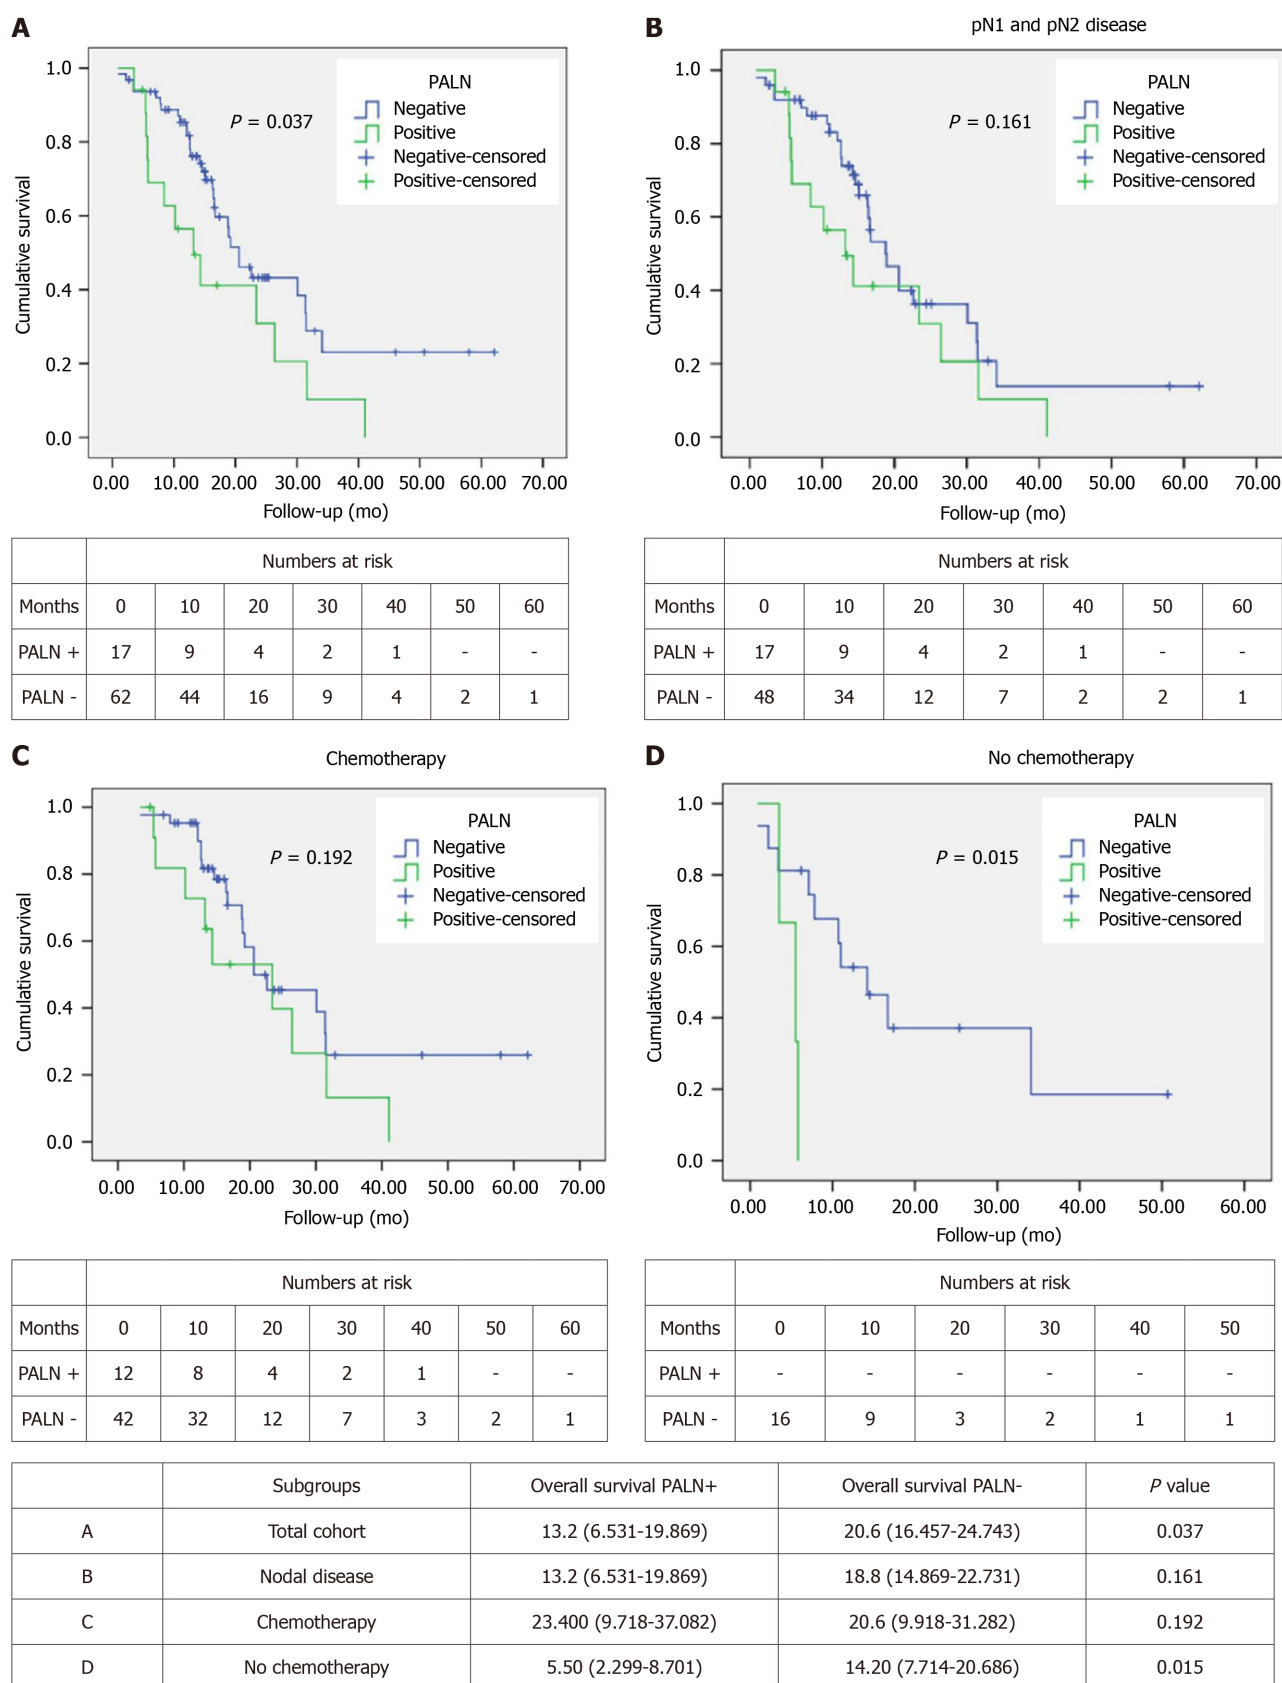 A
1.0
0.8
0.6
0.4
0.2
0.0
Cumulative survival
P = 0.037
PALN
Negative
Positive
Negative-censored
Positive-censored
0.00 10.00 20.00 30.00 40.00 50.00 60.00 70.00
Follow-up (mo)
Numbers at risk
Months 0 10 20 30 40 50 60
PALN + 17 9 4 2 1 - -
PALN - 62 44 16 9 4 2 1
B
pN1 and pN2 disease
1.0
0.8
0.6
0.4
0.2
0.0
Cumulative survival
P = 0.161
PALN
Negative
Positive
Negative-censored
Positive-censored
0.00 10.00 20.00 30.00 40.00 50.00 60.00 70.00
Follow-up (mo)
Numbers at risk
Months 0 10 20 30 40 50 60
PALN + 17 9 4 2 1 - -
PALN - 48 34 12 7 2 2 1
C
Chemotherapy
1.0
0.8
0.6
0.4
0.2
0.0
Cumulative survival
P = 0.192
PALN
Negative
Positive
Negative-censored
Positive-censored
0.00 10.00 20.00 30.00 40.00 50.00 60.00 70.00
Follow-up (mo)
Numbers at risk
Months 0 10 20 30 40 50 60
PALN + 12 8 4 2 1 - -
PALN - 42 32 12 7 3 2 1
D
No chemotherapy
1.0
0.8
0.6
0.4
0.2
0.0
Cumulative survival
P = 0.015
PALN
Negative
Positive
Negative-censored
Positive-censored
0.00 10.00 20.00 30.00 40.00 50.00 60.00
Follow-up (mo)
Numbers at risk
Months 0 10 20 30 40 50
PALN + - - - - - -
PALN - 16 9 3 2 1 1
Subgroups Overall survival PALN+ Overall survival PALN- P value
A Total cohort 13.2 (6.531-19.869) 20.6 (16.457-24.743) 0.037
B Nodal disease 13.2 (6.531-19.869) 18.8 (14.869-22.731) 0.161
C Chemotherapy 23.400 (9.718-37.082) 20.6 (9.918-31.282) 0.192
D No chemotherapy 5.50 (2.299-8.701) 14.20 (7.714-20.686) 0.015